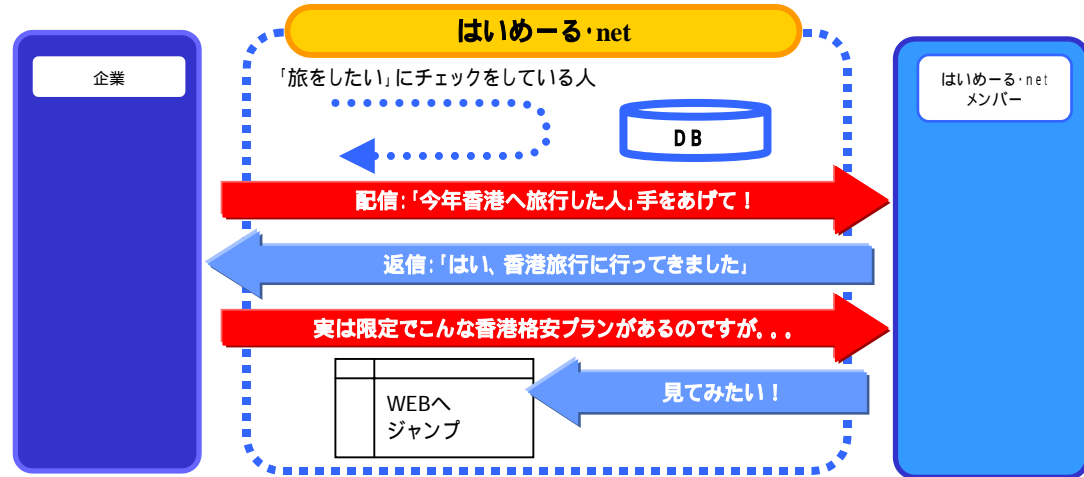 はいめーる・net
企業
「旅をしたい」にチェックをしている人
はいめーる・net
メンバー
DB
配信:「今年香港へ旅行した人」手をあげて!
返信:「はい、香港旅行に行ってきました」
実は限定でこんな香港格安プランがあるのですが。。。
見てみたい!
WEBへ
ジャンプ